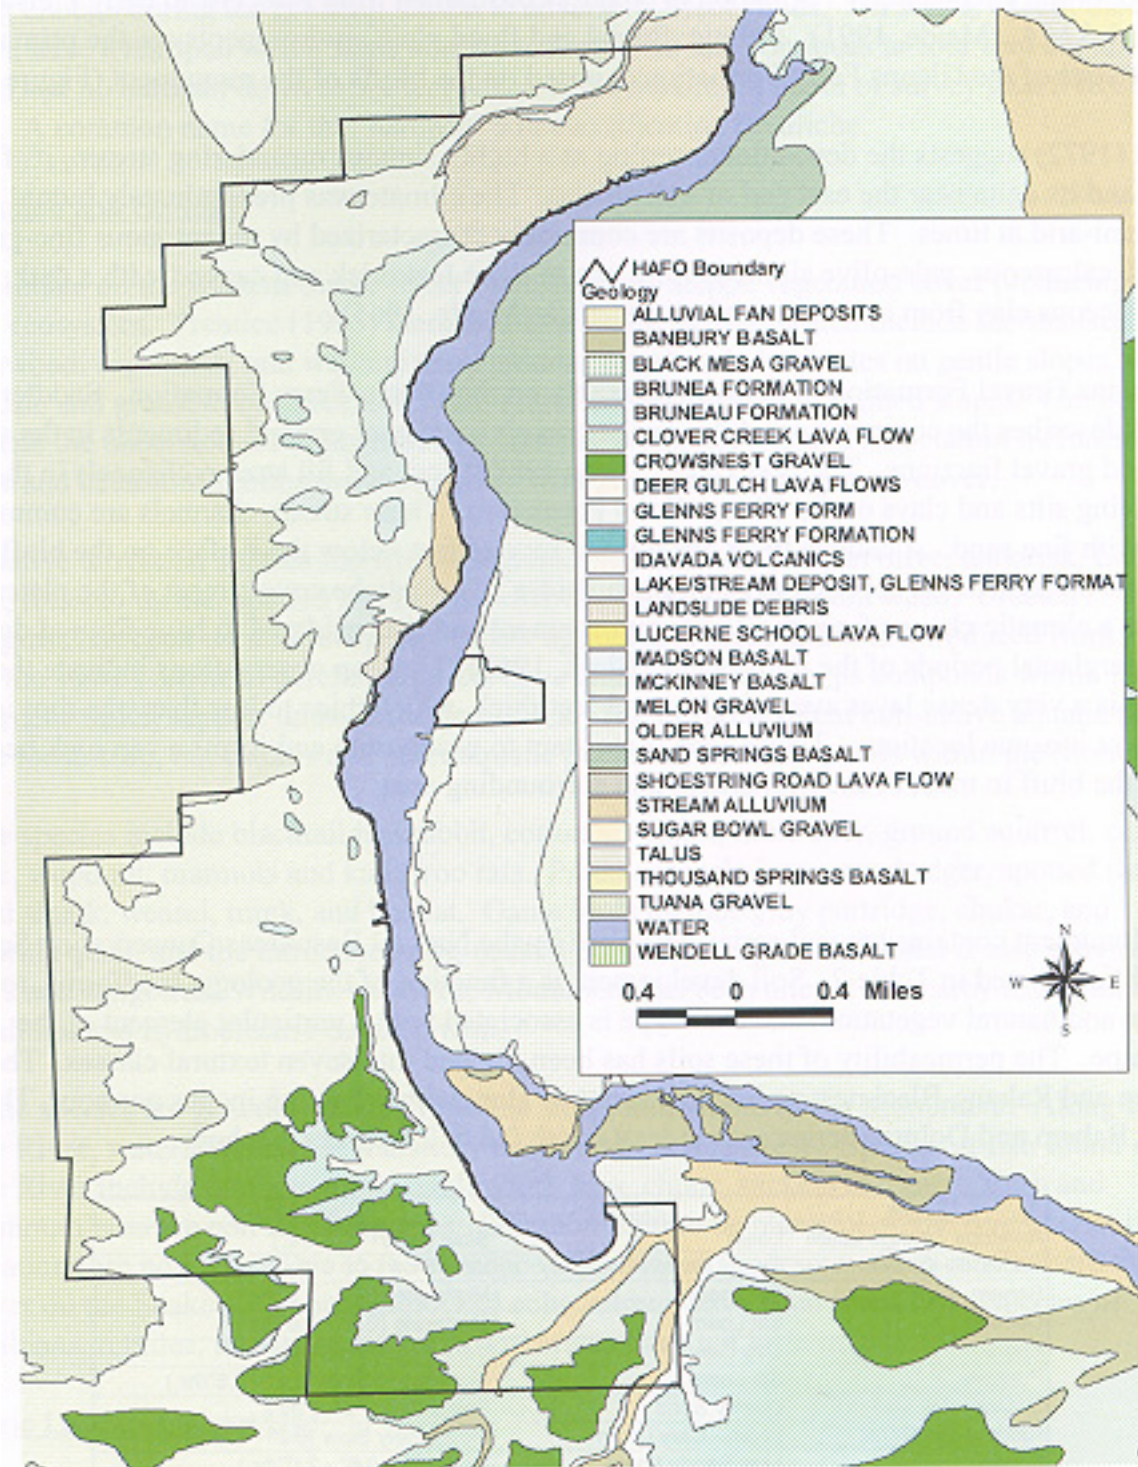 HAFO Boundary
Geology
ALLUVIAL FAN DEPOSITS
BANBURY BASALT
BLACK MESA GRAVEL
BRUNEA FORMATION
BRUNEAU FORMATION
CLOVER CREEK LAVA FLOW
CROWSNEST GRAVEL
DEER GULCH LAVA FLOWS
GLENNS FERRY FORM
GLENNS FERRY FORMATION
IDAVADA VOLCANICS
LAKE/STREAM DEPOSIT, GLENNS FERRY FORMAT
LANDSLIDE DEBRIS
LUCERNE SCHOOL LAVA FLOW
MADSON BASALT
MCKINNEY BASALT
MELON GRAVEL
OLDER ALLUVIUM
SAND SPRINGS BASALT
SHOESTRING ROAD LAVA FLOW
STREAM ALLUVIUM
SUGAR BOWL GRAVEL
TALUS
THOUSAND SPRINGS BASALT
TUANA GRAVEL
WATER
WENDELL GRADE BASALT
N
W E
S
0.4 0 0.4 Miles